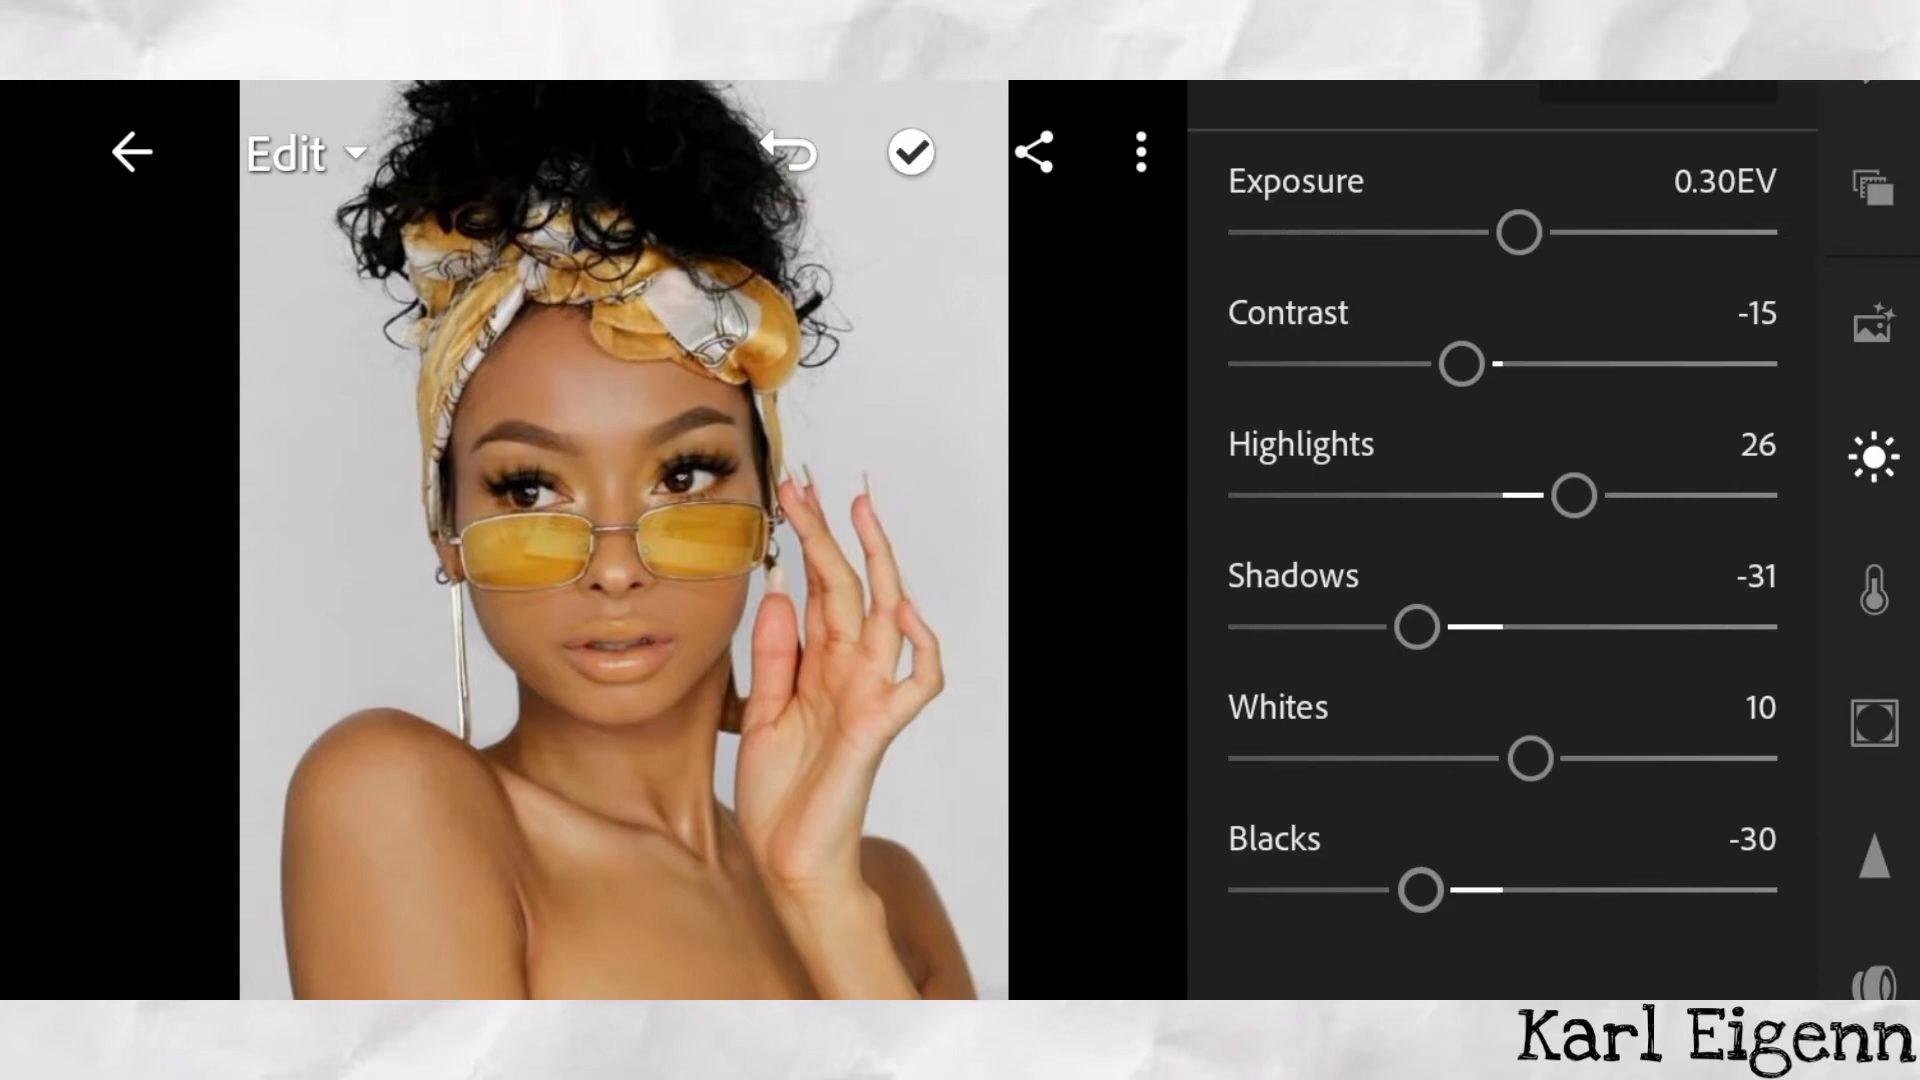 Edit
Exposure 0.30EV
Contrast -15
Highlights 26
Shadows -31
Whites 10
Blacks -30
Karl Eigenn